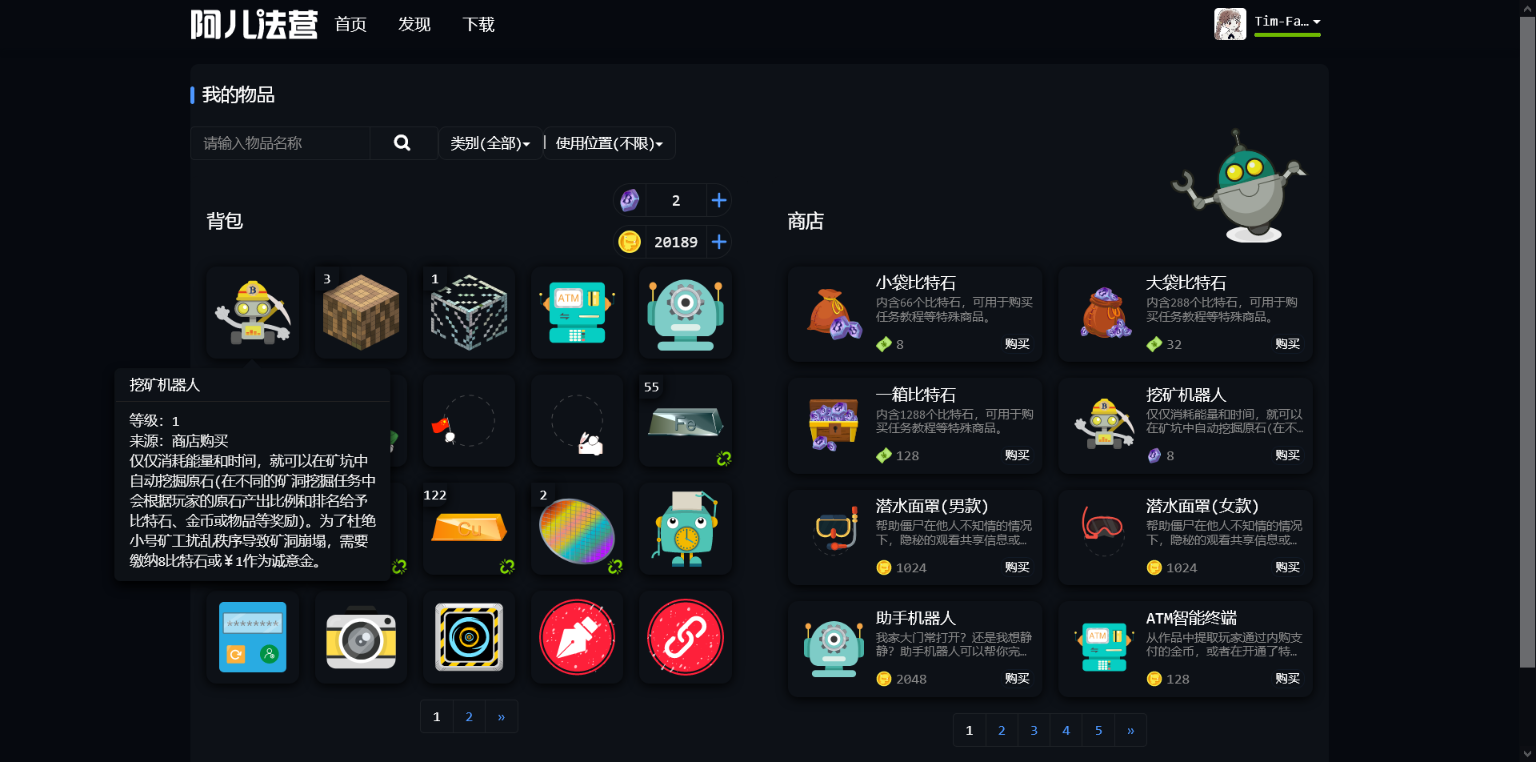 阿儿法营 首页 发现 下载
Tim-Fa…
我的物品
请输入物品名称
类别(全部) | 使用位置(不限)
背包
2
20189
3
1
ATM
挖矿机器人
等级: 1
来源: 商店购买
仅仅消耗能量和时间，就可以在矿坑中
自动挖掘原石(在不同的矿洞挖掘任务中
会根据玩家的原石产出比例和排名给予
比特石、金币或物品等奖励)。为了杜绝
小号矿工扰乱秩序导致矿洞崩塌，需要
缴纳8比特石或￥1作为诚意金。
55
Fe
122
Cu
2
********
1 2 »
商店
小袋比特石
内含66个比特石，可用于购买
任务教程等特殊商品。
8 购买
大袋比特石
内含288个比特石，可用于购
买任务教程等特殊商品。
32 购买
一箱比特石
内含1288个比特石，可用于购
买任务教程等特殊商品。
128 购买
挖矿机器人
仅仅消耗能量和时间，就可以
在矿坑中自动挖掘原石(在不…
8 购买
潜水面罩(男款)
帮助僵尸在他人不知情的情况
下，隐秘的观看共享信息或…
1024 购买
潜水面罩(女款)
帮助僵尸在他人不知情的情况
下，隐秘的观看共享信息或…
1024 购买
助手机器人
我家大门常打开？还是我想静
静？助手机器人可以帮你完…
2048 购买
ATM智能终端
ATM
从作品中提取玩家通过内购支
付的金币，或者在开通了特…
128 购买
1 2 3 4 5 »